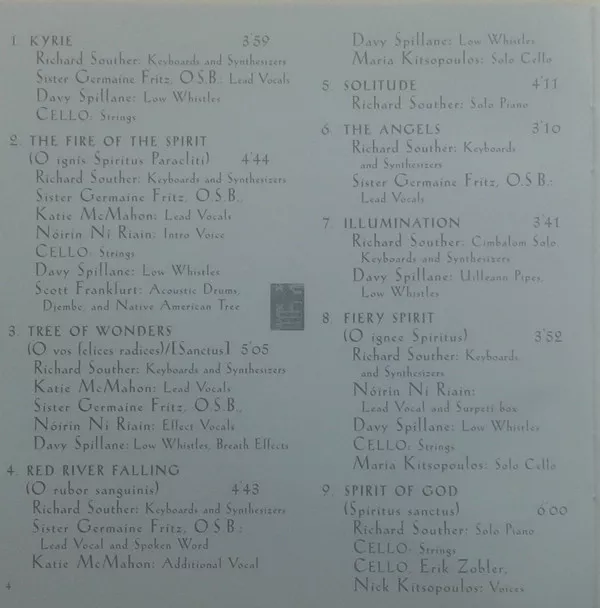 1. KYRIE 3'59
Richard Souther: Keyboards and Synthesizers
Sister Germaine Fritz, O.S.B.: Lead Vocals
Davy Spillane: Low Whistles
CELLO: Strings
2. THE FIRE OF THE SPIRIT
(O ignis Spiritus Paracliti) 4'44
Richard Souther: Keyboards and Synthesizers
Sister Germaine Fritz, O.S.B.,
Katie McMahon: Lead Vocals
Nóirín Ní Riain: Intro Voice
CELLO: Strings
Davy Spillane: Low Whistles
Scott Frankfurt: Acoustic Drums,
Djembe, and Native American Tree
3. TREE OF WONDERS
(O vos felices radices)/[Sanctus] 5'05
Richard Souther: Keyboards and Synthesizers
Katie McMahon: Lead Vocals
Sister Germaine Fritz, O.S.B.,
Nóirín Ní Riain: Effect Vocals
Davy Spillane: Low Whistles, Breath Effects
4. RED RIVER FALLING
(O rubor sanguinis) 4'43
Richard Souther: Keyboards and Synthesizers
Sister Germaine Fritz, O.S.B.:
Lead Vocal and Spoken Word
Katie McMahon: Additional Vocal
4
Davy Spillane: Low Whistles
Maria Kitsopoulos: Solo Cello
5. SOLITUDE 4'11
Richard Souther: Solo Piano
6. THE ANGELS 3'10
Richard Souther: Keyboards
and Synthesizers
Sister Germaine Fritz, O.S.B.:
Lead Vocals
7. ILLUMINATION 3'41
Richard Souther: Cimbalom Solo
Keyboards and Synthesizers
Davy Spillane: Uilleann Pipes,
Low Whistles
8. FIERY SPIRIT
(O ignee Spiritus) 3'52
Richard Souther: Keyboards
and Synthesizers
Nóirín Ní Riain:
Lead Vocal and Surpeti box
Davy Spillane: Low Whistles
CELLO: Strings
Maria Kitsopoulos: Solo Cello
9. SPIRIT OF GOD
(Spiritus sanctus) 6'00
Richard Souther: Solo Piano
CELLO: Strings
CELLO, Erik Zobler,
Nick Kitsopoulos: Voices